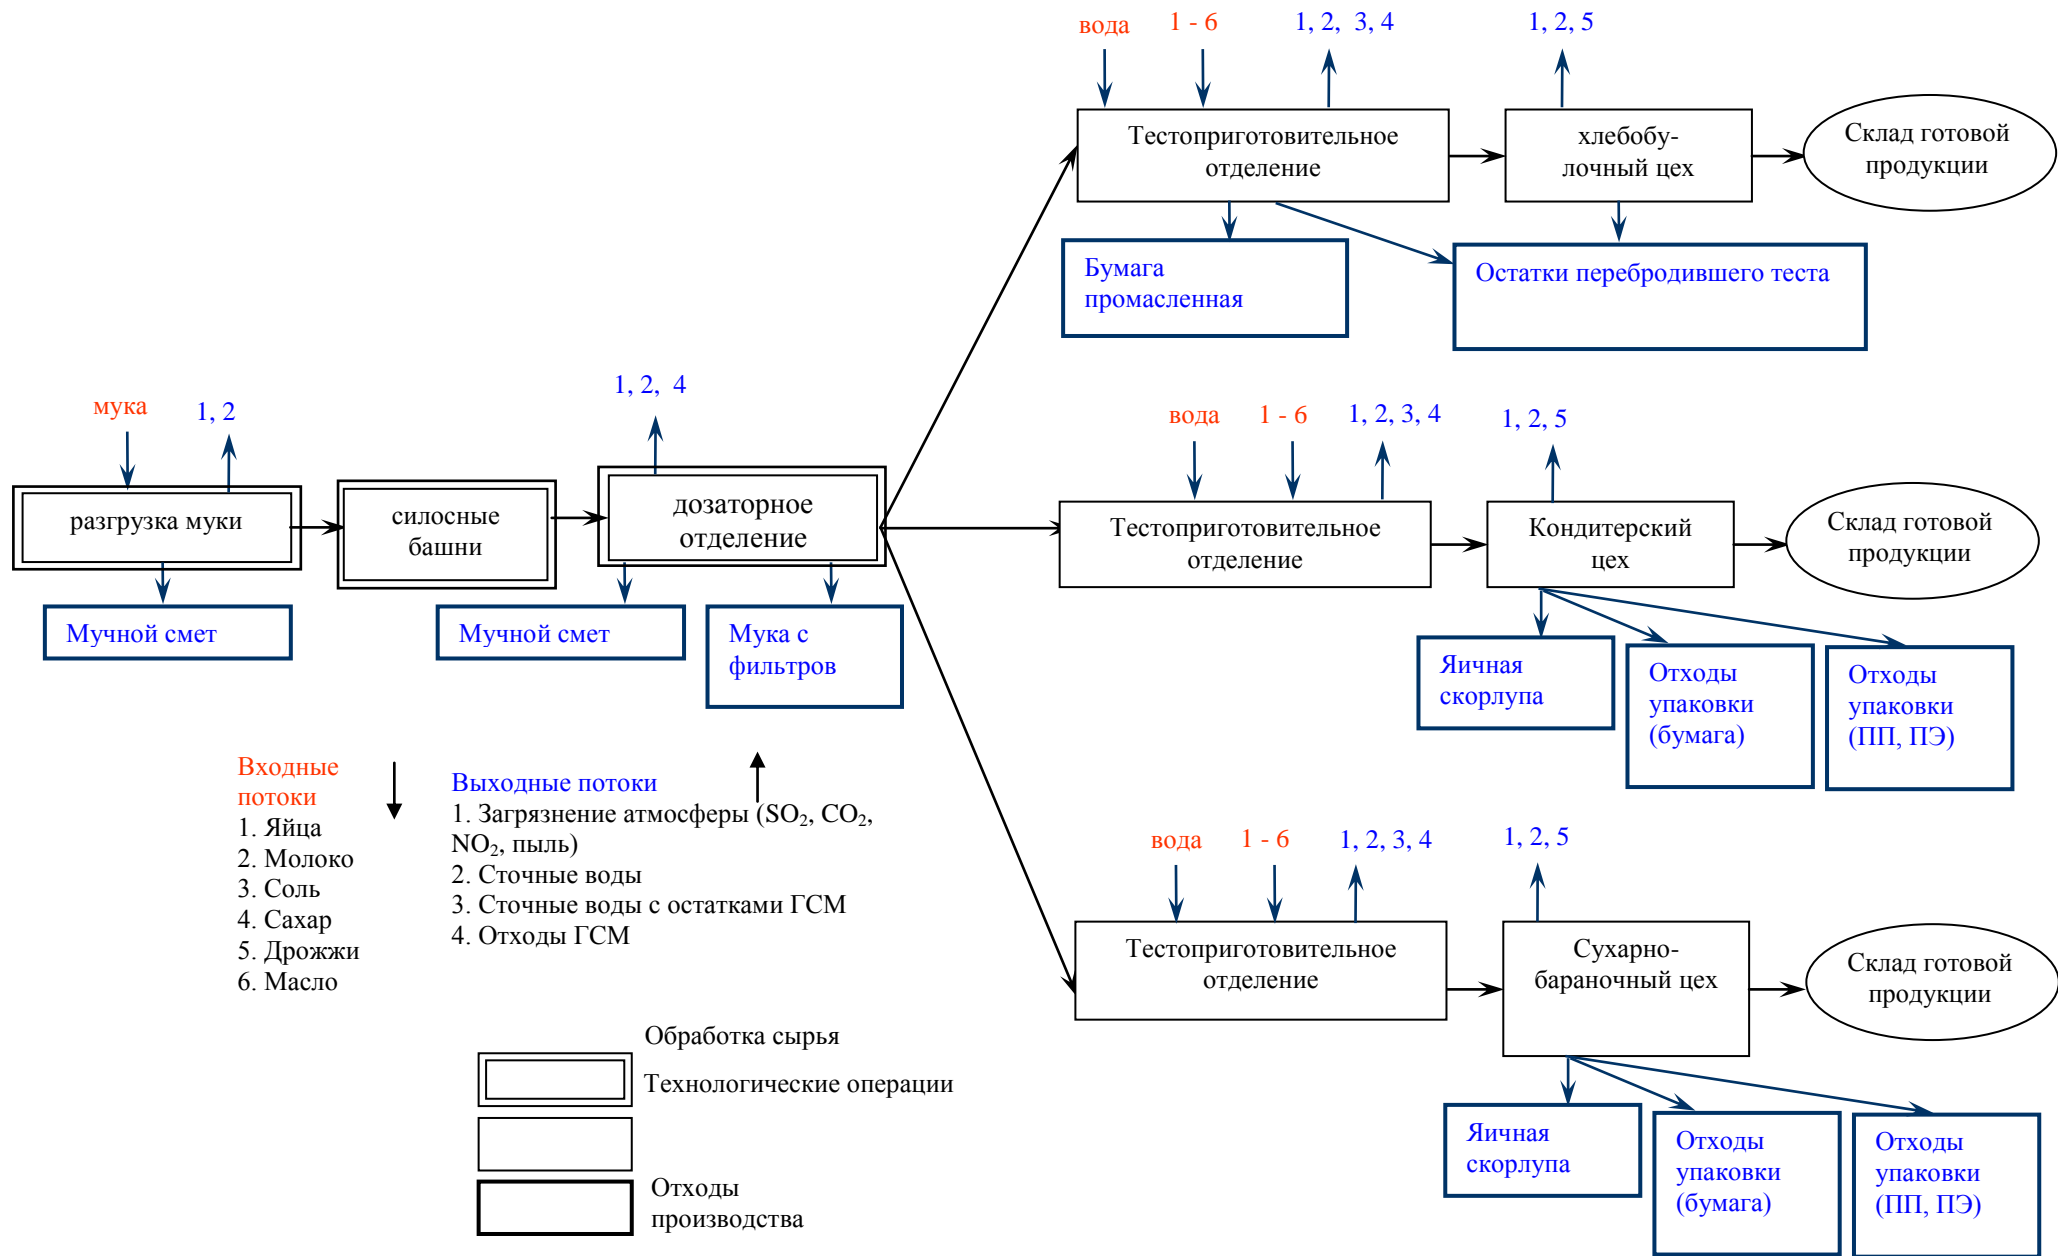 вода
1 - 6
1, 2,  3, 4
1, 2, 5
Тестоприготовительное
отделение
хлебобу-
лочный цех
Склад готовой
продукции
Бумага
промасленная
Остатки перебродившего теста
мука
1, 2
1, 2,  4
разгрузка муки
силосные
башни
дозаторное
отделение
Мучной смет
Мучной смет
Мука с
фильтров
вода
1 - 6
1, 2, 3, 4
1, 2, 5
Тестоприготовительное
отделение
Кондитерский
цех
Склад готовой
продукции
Яичная
скорлупа
Отходы
упаковки
(бумага)
Отходы
упаковки
(ПП, ПЭ)
Входные
потоки
1. Яйца
2. Молоко
3. Соль
4. Сахар
5. Дрожжи
6. Масло
Выходные потоки
1. Загрязнение атмосферы (SO₂, CO₂,
NO₂, пыль)
2. Сточные воды
3. Сточные воды с остатками ГСМ
4. Отходы ГСМ
вода
1 - 6
1, 2, 3, 4
1, 2, 5
Тестоприготовительное
отделение
Сухарно-
бараночный цех
Склад готовой
продукции
Яичная
скорлупа
Отходы
упаковки
(бумага)
Отходы
упаковки
(ПП, ПЭ)
Обработка сырья
Технологические операции
Отходы
производства